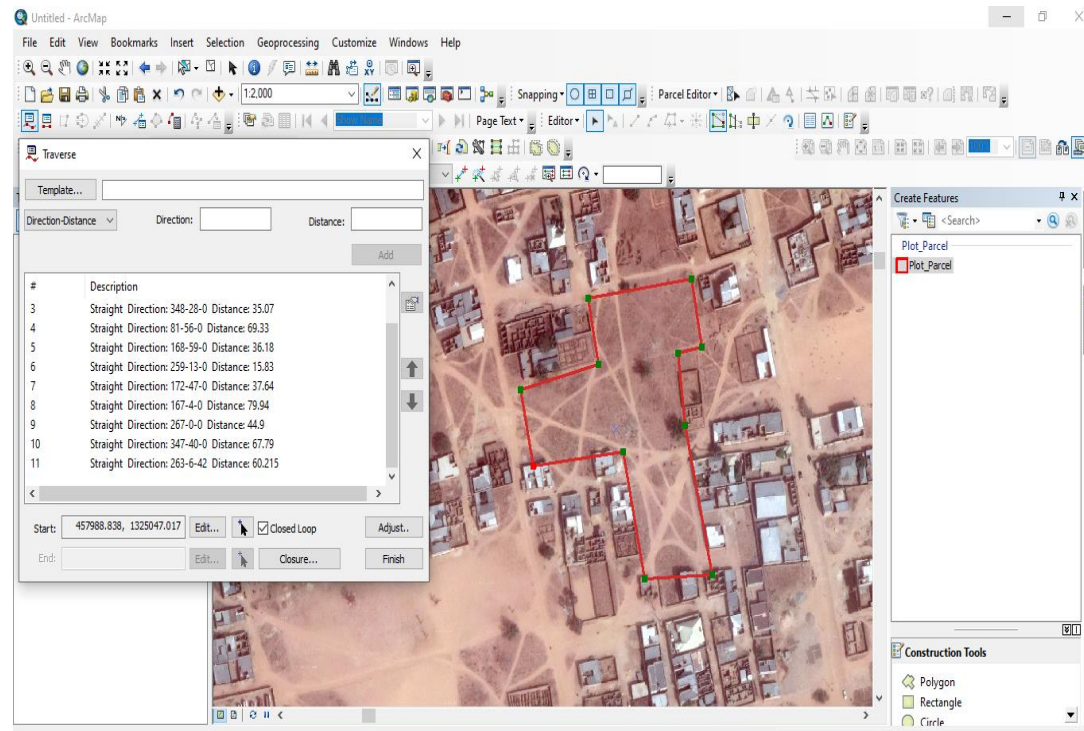 Untitled - ArcMap
File Edit View Bookmarks Insert Selection Geoprocessing Customize Windows Help
1:2,000 Snapping Parcel Editor
Page Text Editor
Traverse
Template...
Direction-Distance Direction: Distance:
Add
# Description
3 Straight Direction: 348-28-0 Distance: 35.07
4 Straight Direction: 81-56-0 Distance: 69.33
5 Straight Direction: 168-59-0 Distance: 36.18
6 Straight Direction: 259-13-0 Distance: 15.83
7 Straight Direction: 172-47-0 Distance: 37.64
8 Straight Direction: 167-4-0 Distance: 79.94
9 Straight Direction: 267-0-0 Distance: 44.9
10 Straight Direction: 347-40-0 Distance: 67.79
11 Straight Direction: 263-6-42 Distance: 60.215
Start: 457988.838, 1325047.017 Edit... Closed Loop Adjust..
End: Edit... Closure... Finish
Create Features
<Search>
Plot_Parcel
Plot_Parcel
Construction Tools
Polygon
Rectangle
Circle